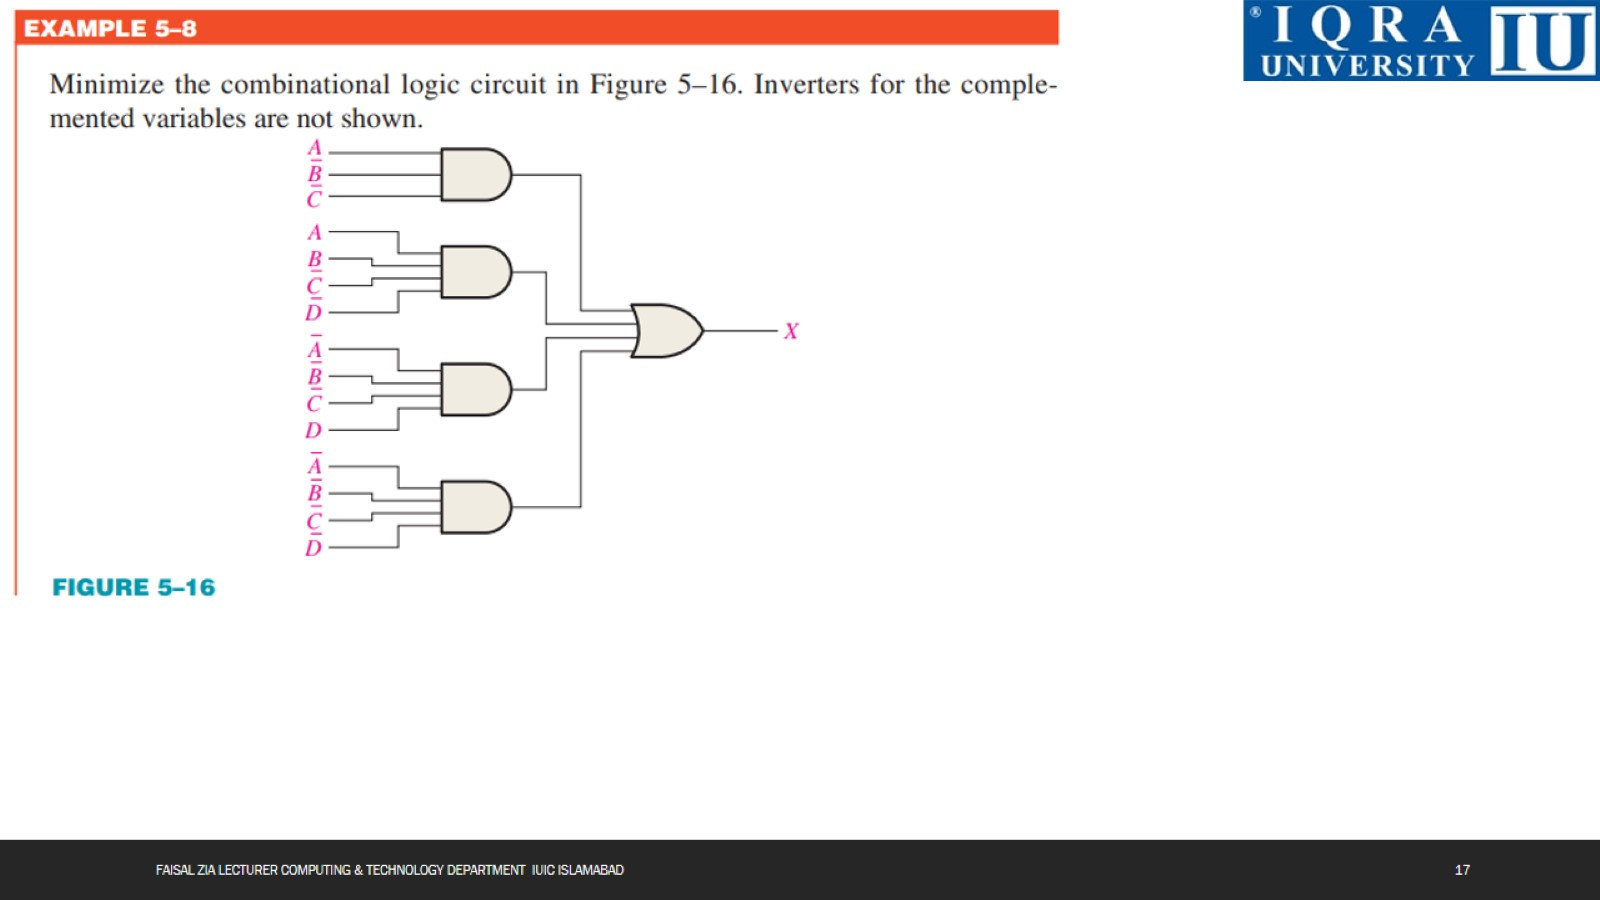 EXAMPLE 5–8
® IQRA
UNIVERSITY IU
Minimize the combinational logic circuit in Figure 5–16. Inverters for the comple-
mented variables are not shown.
A
B̅
C̅
A
B
C̅
D̅
A̅
B̅
C̅
D
A̅
B̅
C̅
D̅
X
FIGURE 5–16
FAISAL ZIA LECTURER COMPUTING & TECHNOLOGY DEPARTMENT IUIC ISLAMABAD
17